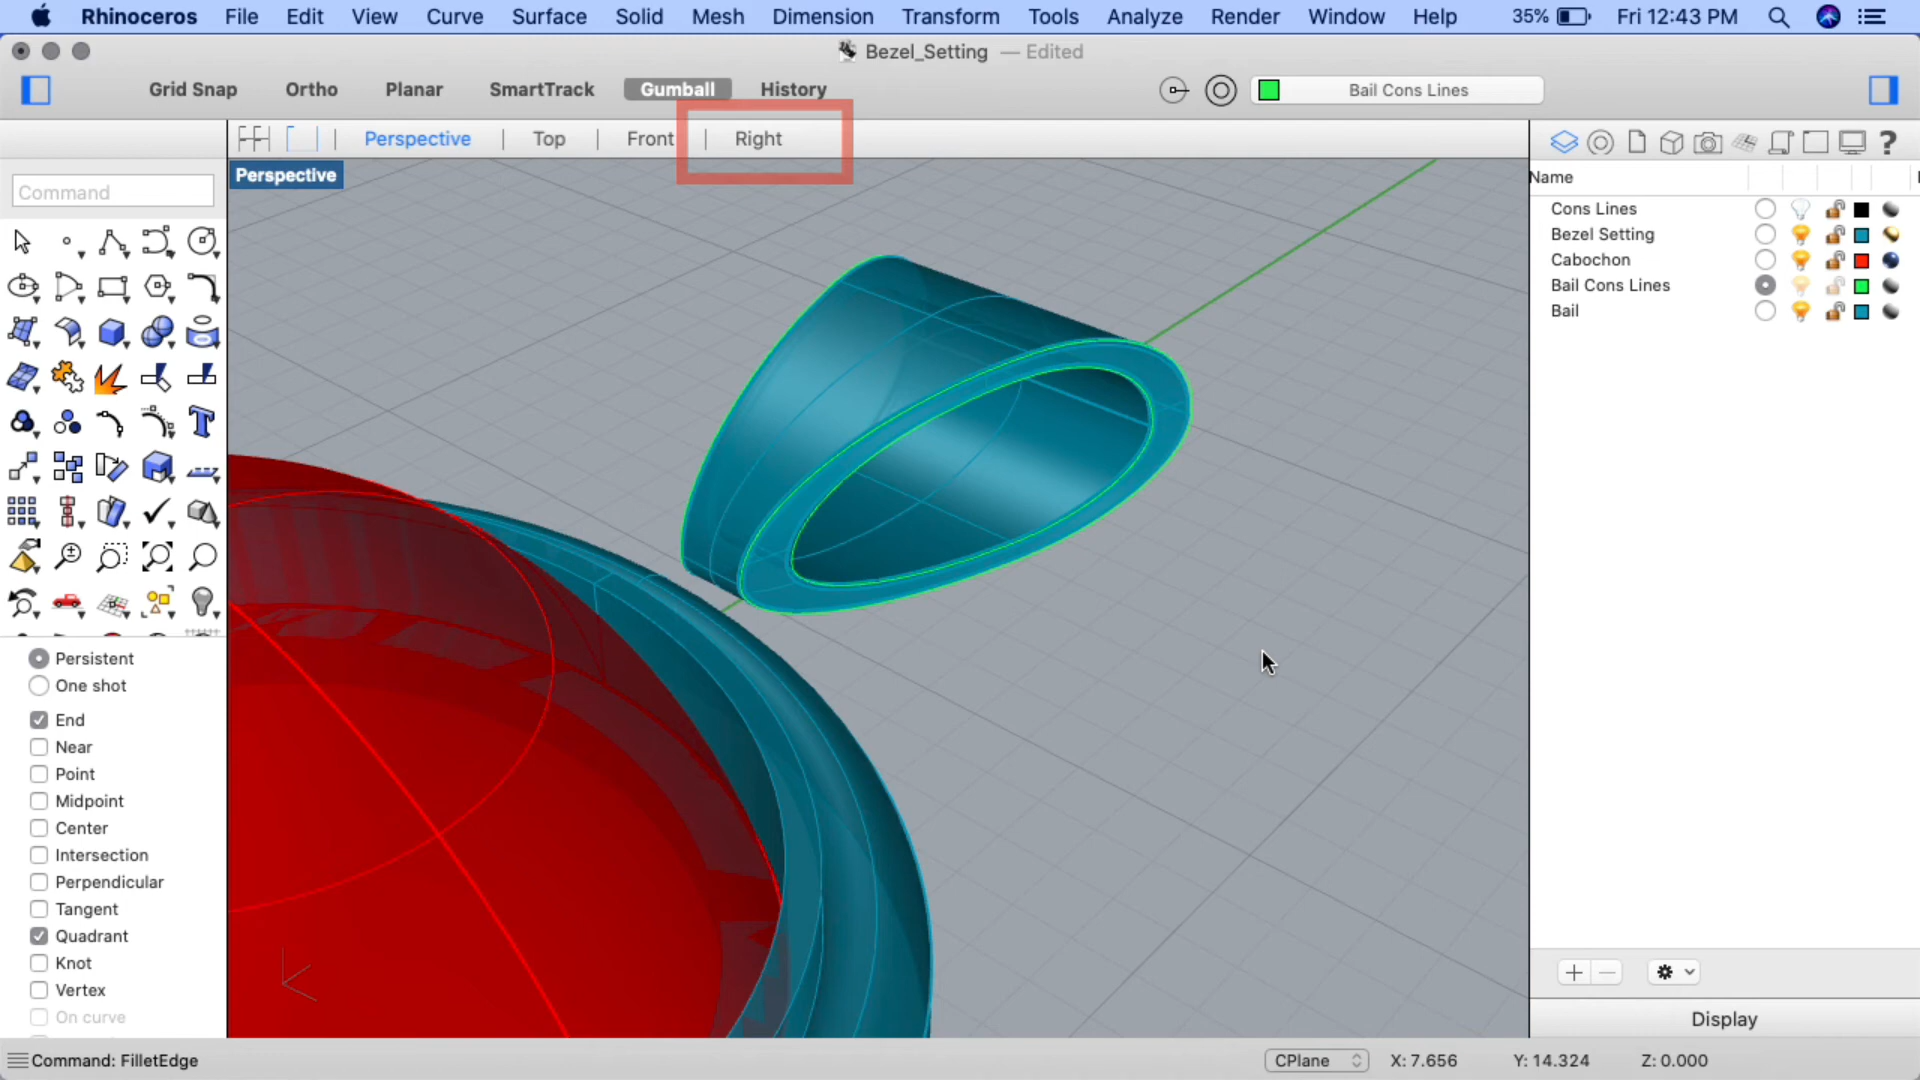 Rhinoceros File Edit View Curve Surface Solid Mesh Dimension Transform Tools Analyze Render Window Help 35% Fri 12:43 PM
Bezel_Setting — Edited
Grid Snap Ortho Planar SmartTrack Gumball History Bail Cons Lines
Perspective Top Front Right
Perspective
Command
Name
Cons Lines
Bezel Setting
Cabochon
Bail Cons Lines
Bail
Persistent
One shot
End
Near
Point
Midpoint
Center
Intersection
Perpendicular
Tangent
Quadrant
Knot
Vertex
On curve
Display
Command: FilletEdge CPlane X: 7.656 Y: 14.324 Z: 0.000